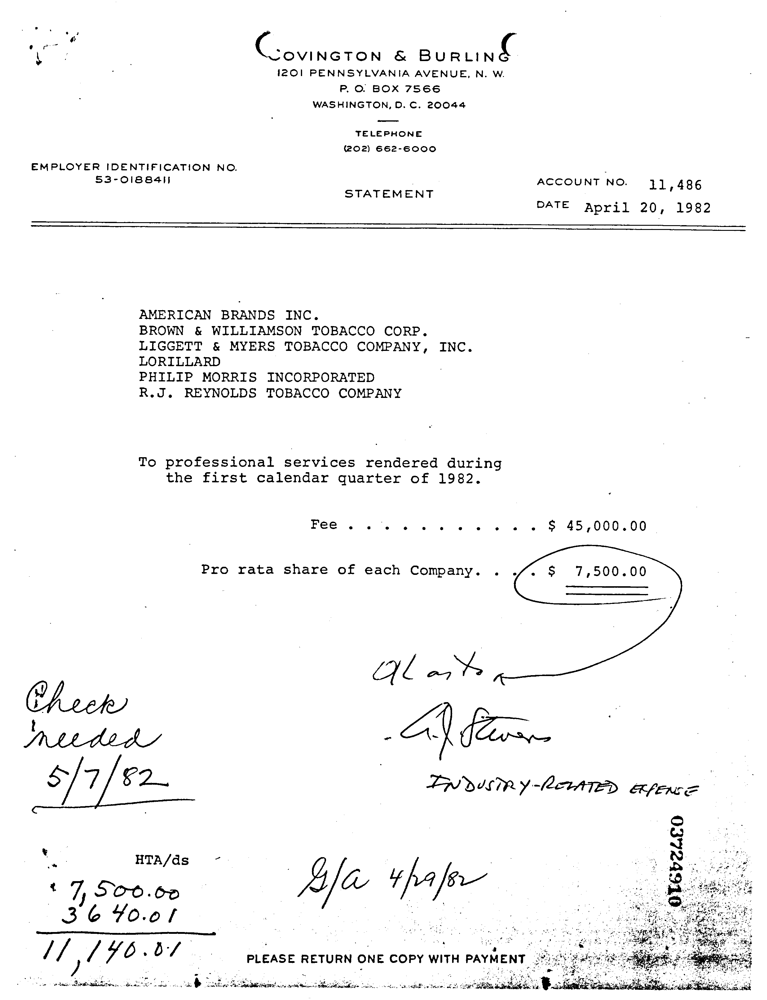 COVINGTON & BURLING
1201 PENNSYLVANIA AVENUE, N. W.
P. O. BOX 7566
WASHINGTON, D. C. 20044
TELEPHONE
(202) 662-6000
EMPLOYER IDENTIFICATION NO.
53-0188411
STATEMENT
ACCOUNT NO. 11,486
DATE April 20, 1982
AMERICAN BRANDS INC.
BROWN & WILLIAMSON TOBACCO CORP.
LIGGETT & MYERS TOBACCO COMPANY, INC.
LORILLARD
PHILIP MORRIS INCORPORATED
R.J. REYNOLDS TOBACCO COMPANY
To professional services rendered during
the first calendar quarter of 1982.
Fee . . . . . . . . . . . $ 45,000.00
Pro rata share of each Company. . . . $ 7,500.00
OK as to
A.J. Stevens
INDUSTRY-RELATED EXPENSE
Check
needed
5/7/82
HTA/ds
7,500.00
3640.01
11,140.01
G/A 4/29/82
03724910
PLEASE RETURN ONE COPY WITH PAYMENT